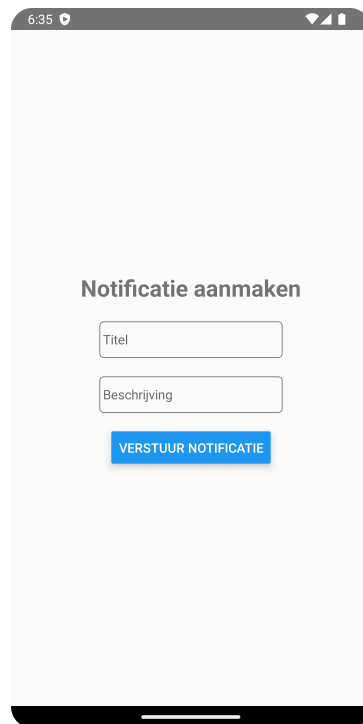 6:35
Notificatie aanmaken
Titel
Beschrijving
VERSTUUR NOTIFICATIE